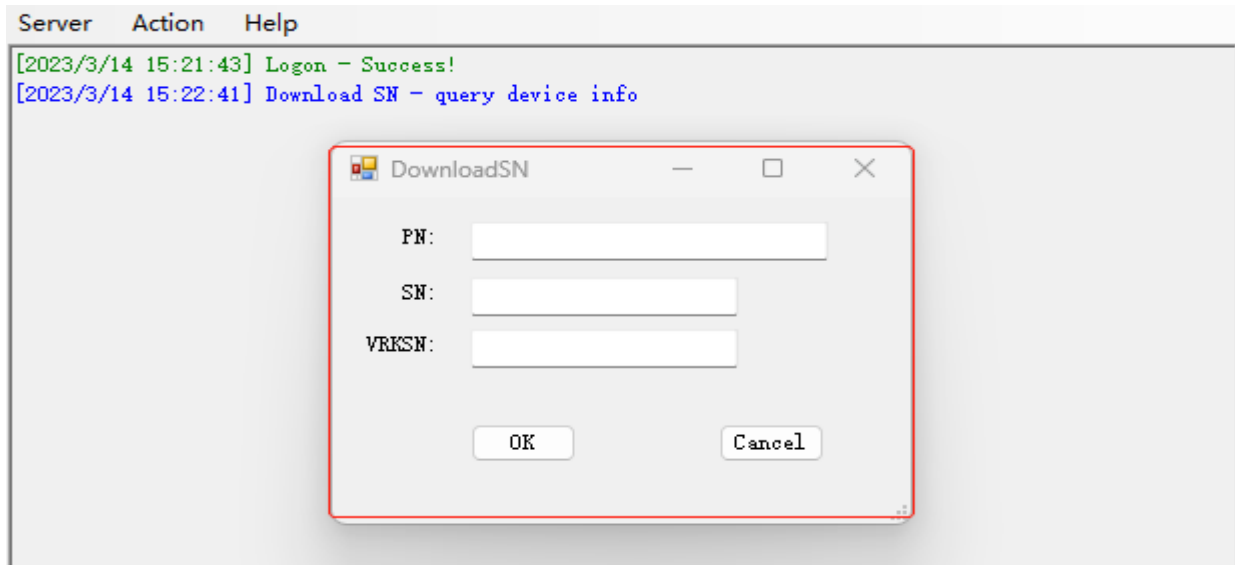 Server Action Help
[2023/3/14 15:21:43] Logon - Success!
[2023/3/14 15:22:41] Download SN - query device info
DownloadSN
PN:
SN:
VRKSN:
OK Cancel